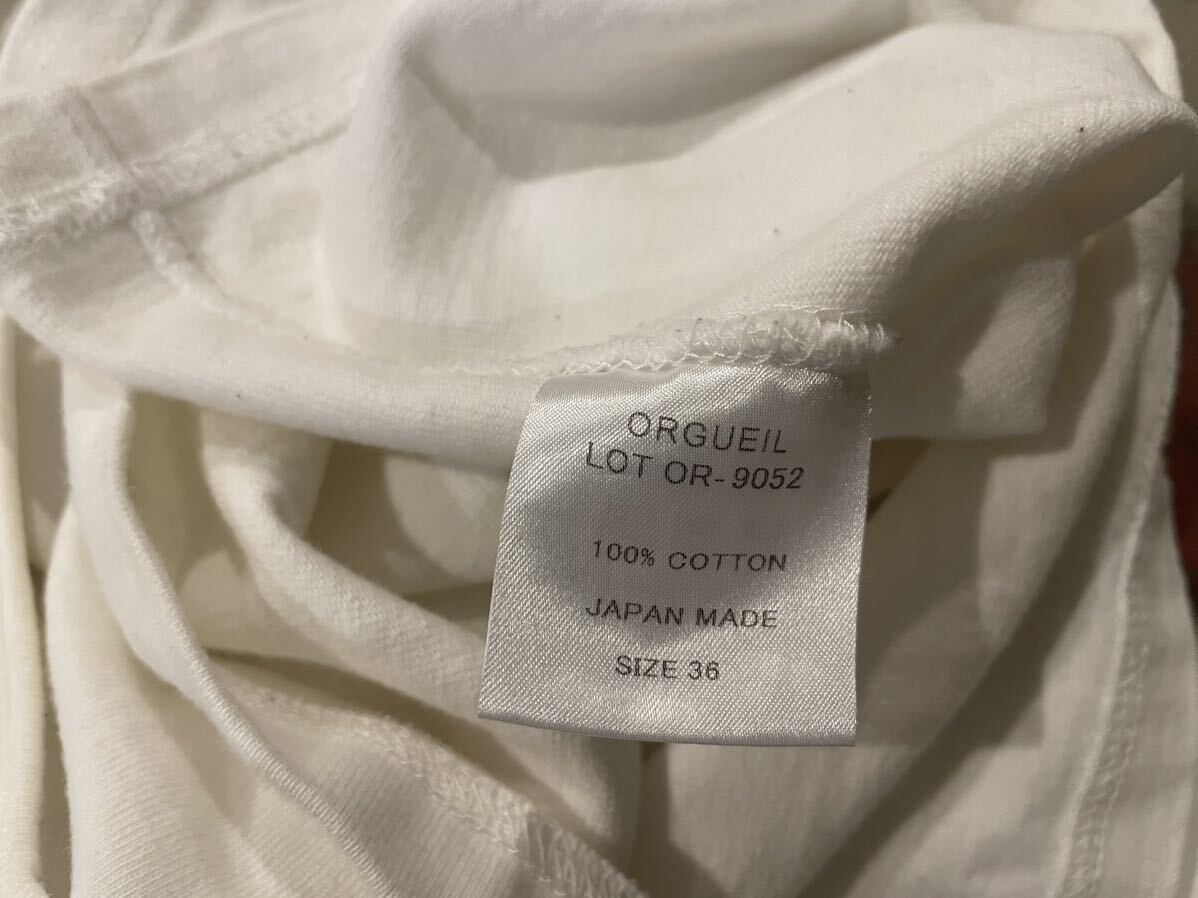 ORGUEIL
LOT OR-9052
100% COTTON
JAPAN MADE
SIZE 36